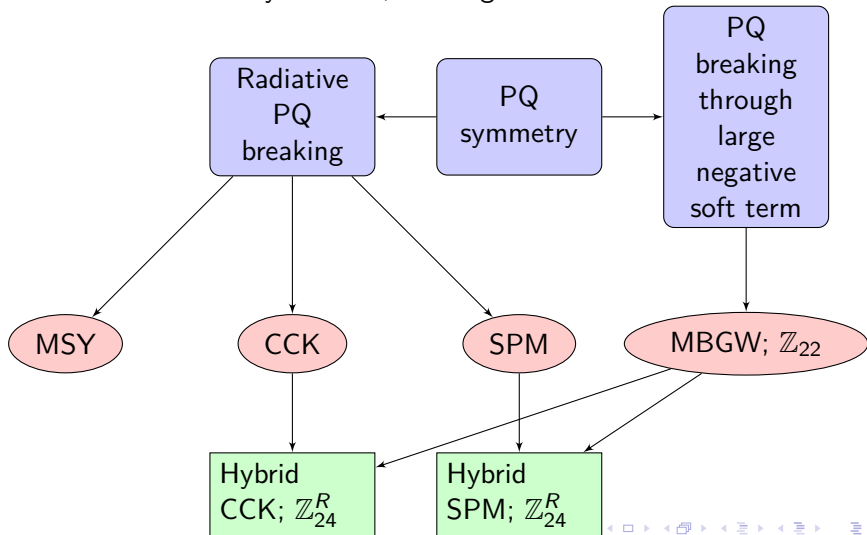 Radiative
PQ
breaking
PQ
symmetry
PQ
breaking
through
large
negative
soft term
MSY
CCK
SPM
MBGW; ℤ₂₂
Hybrid
CCK; ℤ₂₄ᴿ
Hybrid
SPM; ℤ₂₄ᴿ